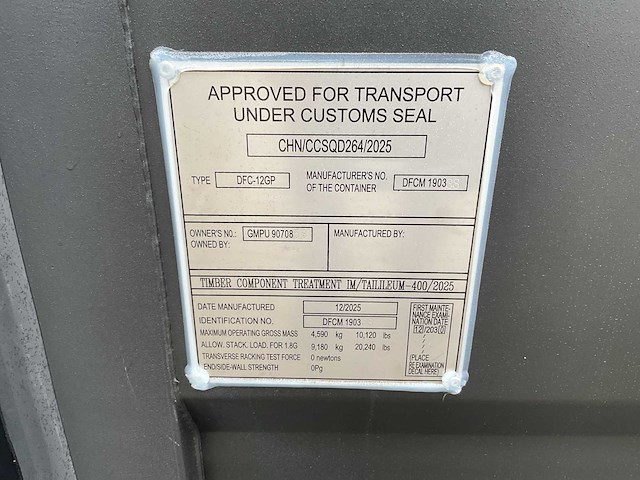 APPROVED FOR TRANSPORT
UNDER CUSTOMS SEAL
CHN/CCSQD264/2025
TYPE DFC-12GP MANUFACTURER'S NO. OF THE CONTAINER DFCM 1903
OWNER'S NO.: GMPU 90708
OWNED BY:
MANUFACTURED BY:
TIMBER COMPONENT TREATMENT IM/TAILILEUM-400/2025
DATE MANUFACTURED 12/2025
IDENTIFICATION NO. DFCM 1903
MAXIMUM OPERATING GROSS MASS 4,590 kg 10,120 lbs
ALLOW. STACK. LOAD. FOR 1.8G 9,180 kg 20,240 lbs
TRANSVERSE RACKING TEST FORCE 0 newtons
END/SIDE-WALL STRENGTH 0Pg
FIRST MAINTE-
NANCE EXAMI-
NATION DATE
12/2030
(PLACE
RE EXAMINATION
DECAL HERE)